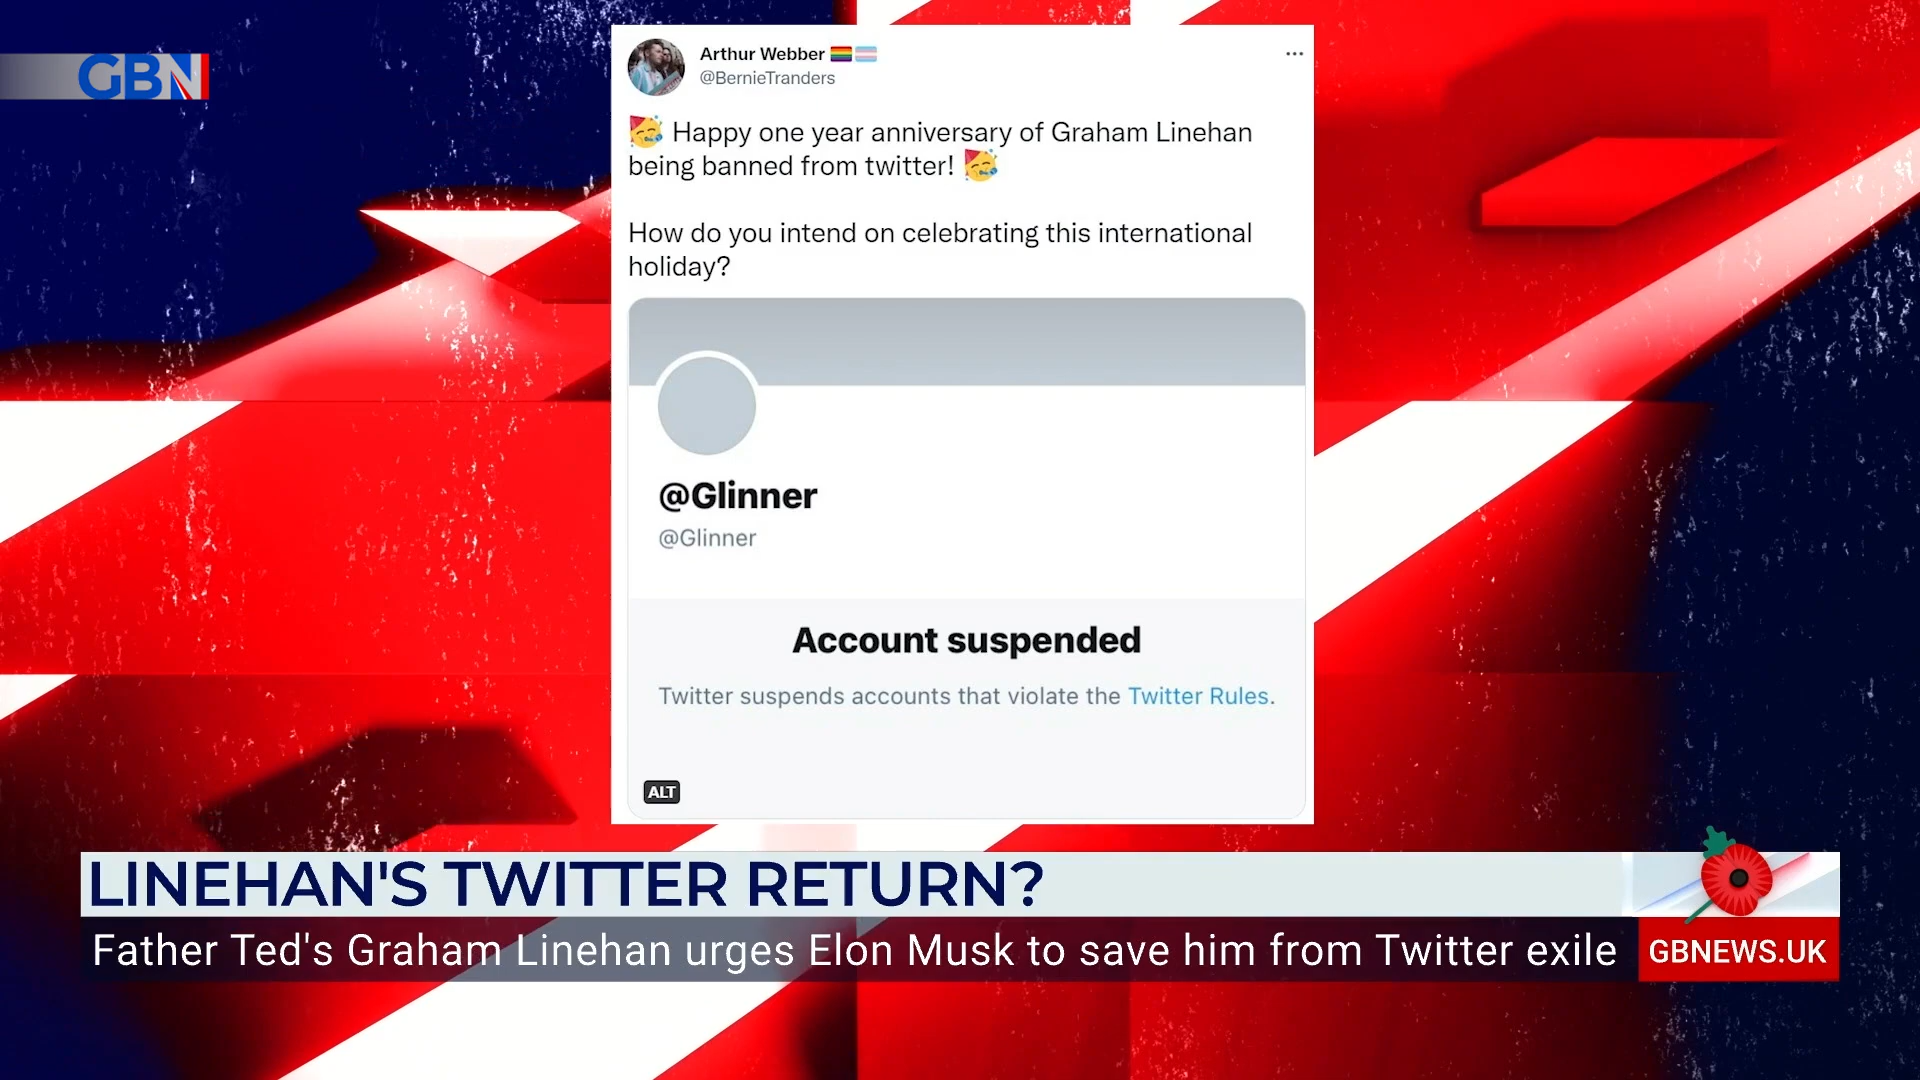 GBN
Arthur Webber 🏳️‍🌈🏳️‍⚧️
@BernieTranders
🥳 Happy one year anniversary of Graham Linehan
being banned from twitter! 🥳
How do you intend on celebrating this international
holiday?
@Glinner
@Glinner
Account suspended
Twitter suspends accounts that violate the Twitter Rules.
ALT
LINEHAN'S TWITTER RETURN?
Father Ted's Graham Linehan urges Elon Musk to save him from Twitter exile
GBNEWS.UK